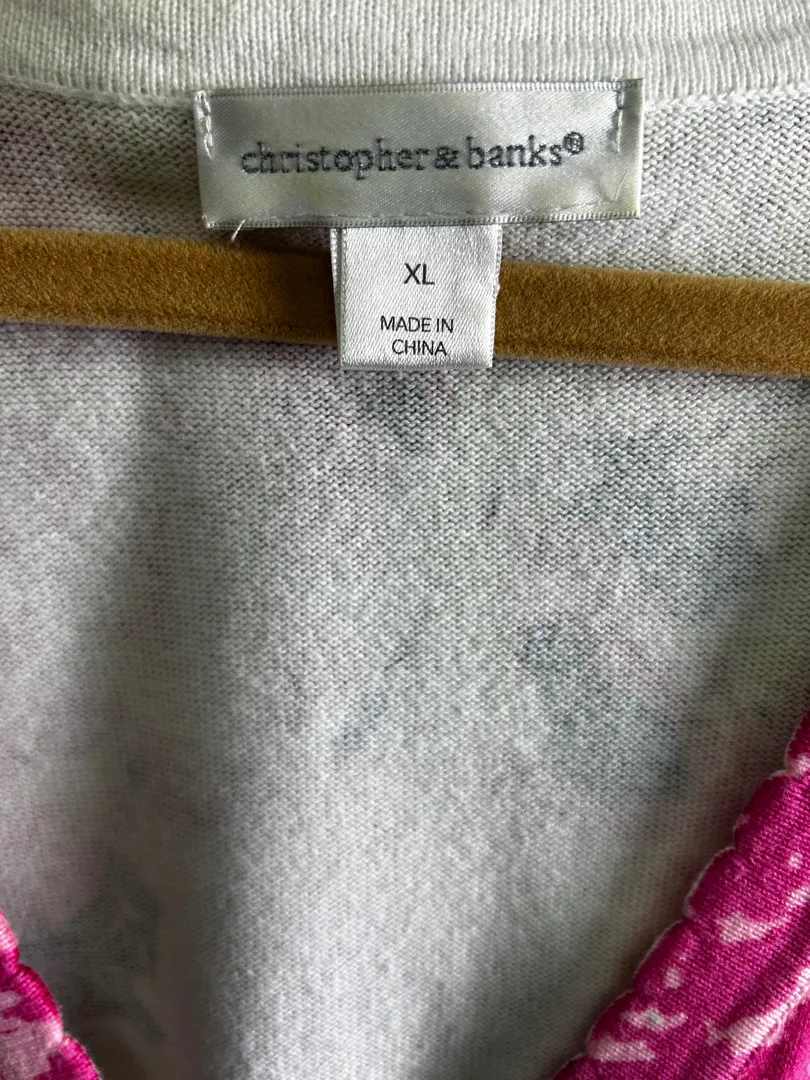 christopher & banks®
XL
MADE IN
CHINA